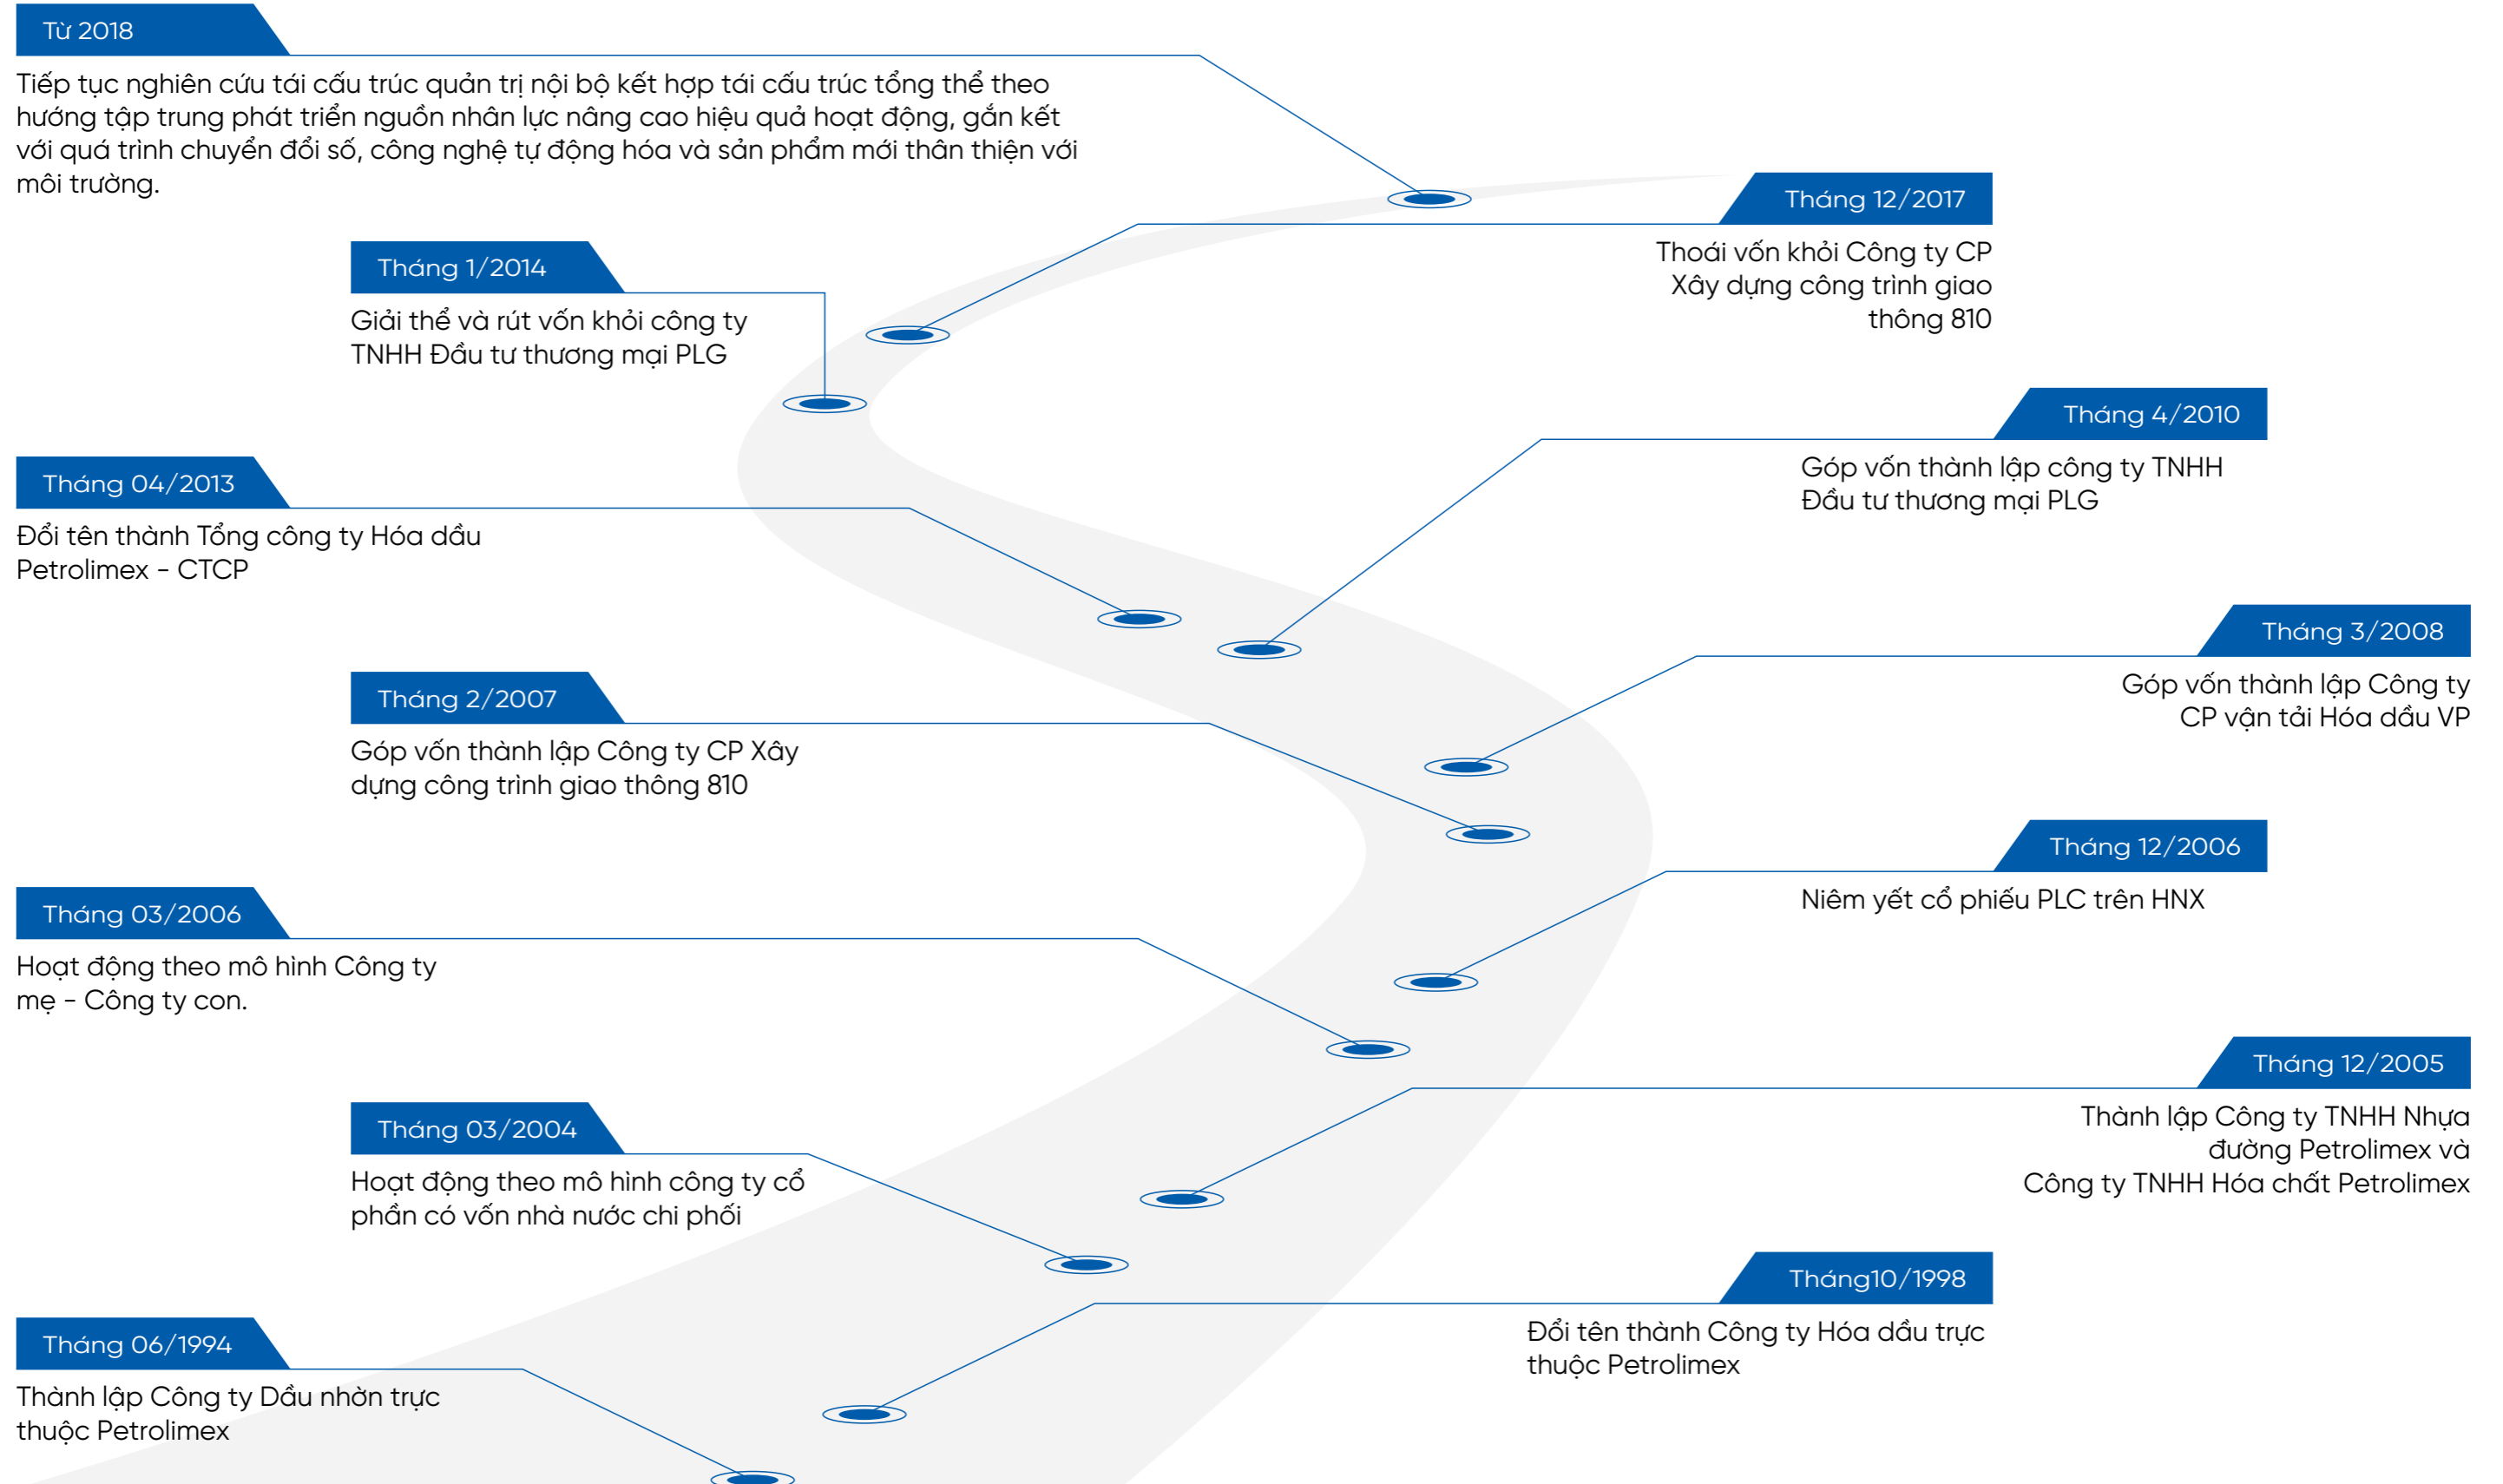 Từ 2018
Tiếp tục nghiên cứu tái cấu trúc quản trị nội bộ kết hợp tái cấu trúc tổng thể theo
hướng tập trung phát triển nguồn nhân lực nâng cao hiệu quả hoạt động, gắn kết
với quá trình chuyển đổi số, công nghệ tự động hóa và sản phẩm mới thân thiện với
môi trường.
Tháng 12/2017
Thoái vốn khỏi Công ty CP
Xây dựng công trình giao
thông 810
Tháng 1/2014
Giải thể và rút vốn khỏi công ty
TNHH Đầu tư thương mại PLG
Tháng 4/2010
Góp vốn thành lập công ty TNHH
Đầu tư thương mại PLG
Tháng 04/2013
Đổi tên thành Tổng công ty Hóa dầu
Petrolimex - CTCP
Tháng 3/2008
Góp vốn thành lập Công ty
CP vận tải Hóa dầu VP
Tháng 2/2007
Góp vốn thành lập Công ty CP Xây
dựng công trình giao thông 810
Tháng 12/2006
Niêm yết cổ phiếu PLC trên HNX
Tháng 03/2006
Hoạt động theo mô hình Công ty
mẹ - Công ty con.
Tháng 12/2005
Thành lập Công ty TNHH Nhựa
đường Petrolimex và
Công ty TNHH Hóa chất Petrolimex
Tháng 03/2004
Hoạt động theo mô hình công ty cổ
phần có vốn nhà nước chi phối
Tháng10/1998
Đổi tên thành Công ty Hóa dầu trực
thuộc Petrolimex
Tháng 06/1994
Thành lập Công ty Dầu nhờn trực
thuộc Petrolimex